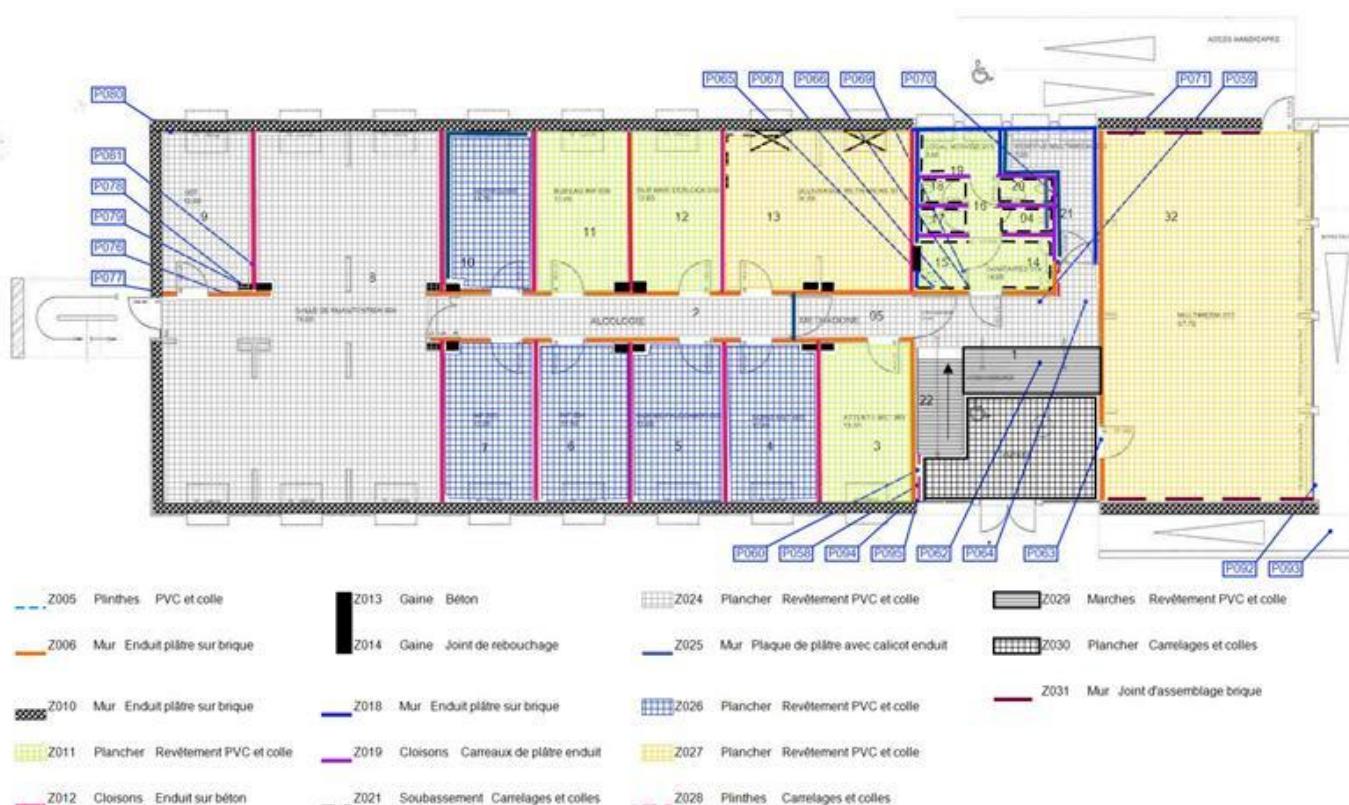 ACCES HANDICAPES
P065 P067 P066 P069 P070 P071 P059
P080
P081
P078
P079
P076
P077
9
8
10
11
12
13
19
18
20
16
17
04
21
15
14
32
SALLE DE REMISE
ALCOLOGIE
2
METHADONE
05
1
22
7
6
5
4
3
P060 P058 P094 P095 P062 P064 P063
P092 P093
Z005 Plinthes PVC et colle
Z006 Mur Enduit plâtre sur brique
Z010 Mur Enduit plâtre sur brique
Z011 Plancher Revêtement PVC et colle
Z012 Cloisons Enduit sur béton
Z013 Gaine Béton
Z014 Gaine Joint de rebouchage
Z018 Mur Enduit plâtre sur brique
Z019 Cloisons Carreaux de plâtre enduit
Z021 Soubassement Carrelages et colles
Z024 Plancher Revêtement PVC et colle
Z025 Mur Plaque de plâtre avec calicot enduit
Z026 Plancher Revêtement PVC et colle
Z027 Plancher Revêtement PVC et colle
Z028 Plinthes Carrelages et colles
Z029 Marches Revêtement PVC et colle
Z030 Plancher Carrelages et colles
Z031 Mur Joint d'assemblage brique